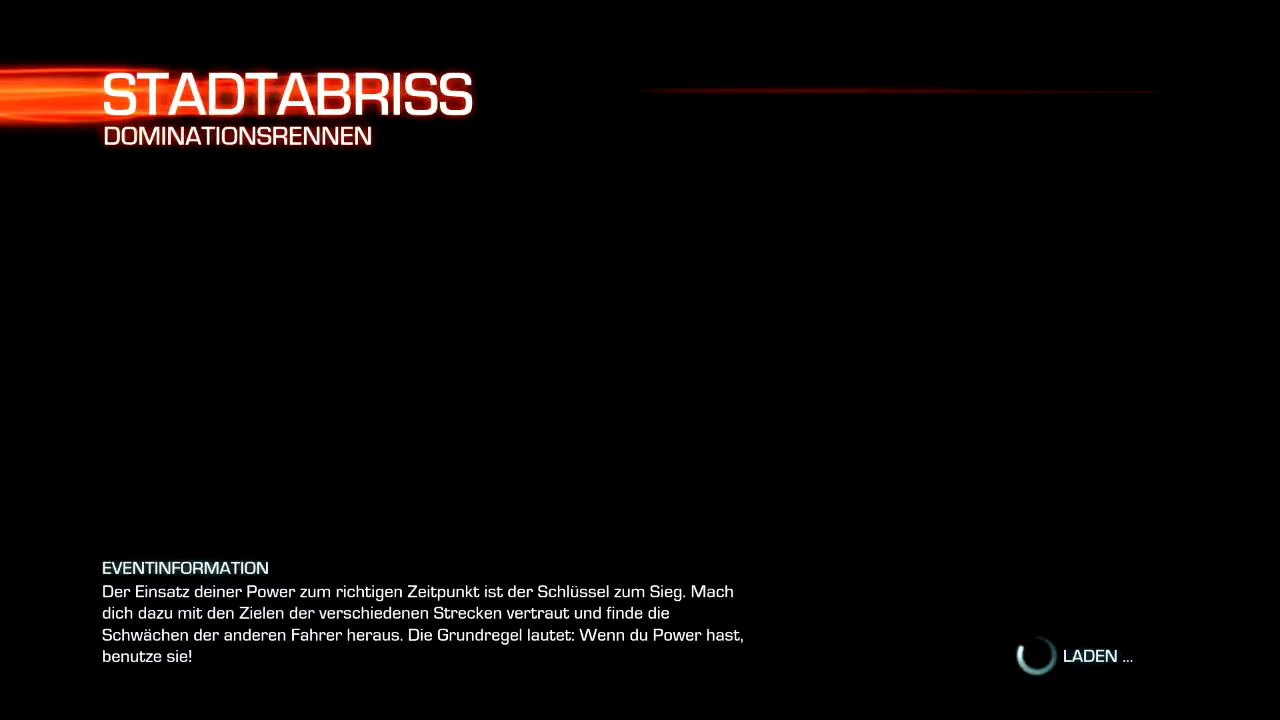 STADTABRISS
DOMINATIONSRENNEN
EVENTINFORMATION
Der Einsatz deiner Power zum richtigen Zeitpunkt ist der Schlüssel zum Sieg. Mach
dich dazu mit den Zielen der verschiedenen Strecken vertraut und finde die
Schwächen der anderen Fahrer heraus. Die Grundregel lautet: Wenn du Power hast,
benutze sie!
LADEN ...